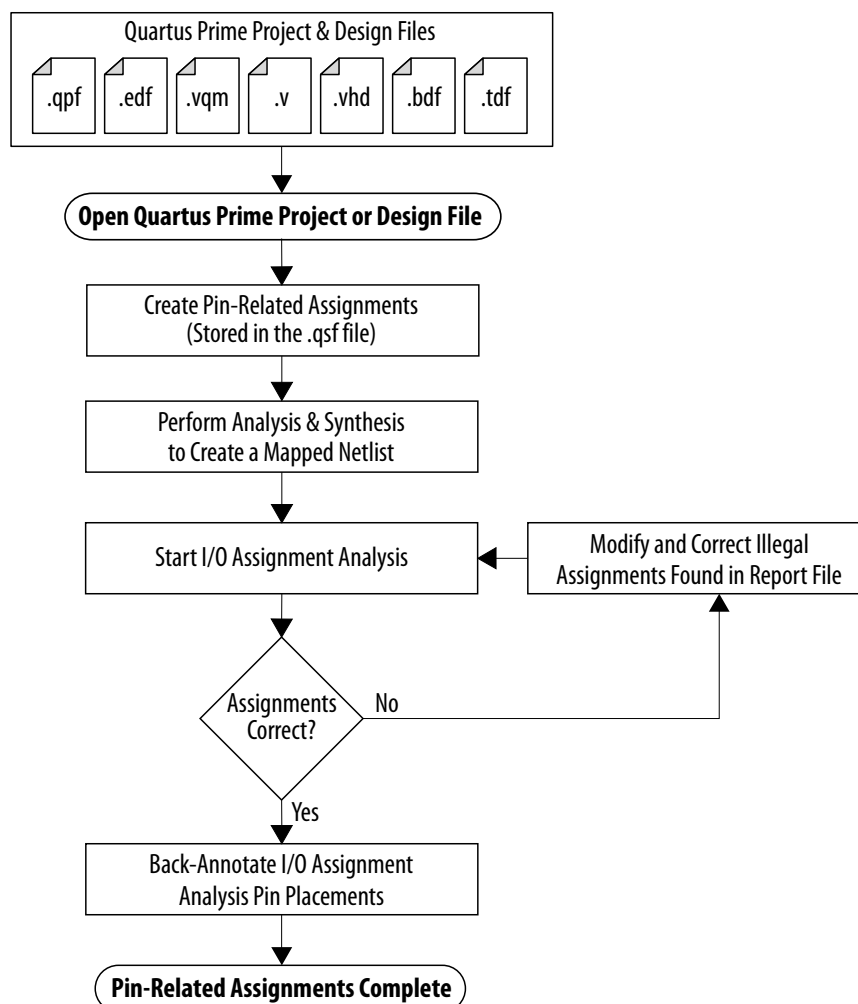 Quartus Prime Project & Design Files
.qpf .edf .vqm .v .vhd .bdf .tdf
Open Quartus Prime Project or Design File
Create Pin-Related Assignments
(Stored in the .qsf file)
Perform Analysis & Synthesis
to Create a Mapped Netlist
Start I/O Assignment Analysis
Modify and Correct Illegal
Assignments Found in Report File
Assignments
Correct?
No
Yes
Back-Annotate I/O Assignment
Analysis Pin Placements
Pin-Related Assignments Complete